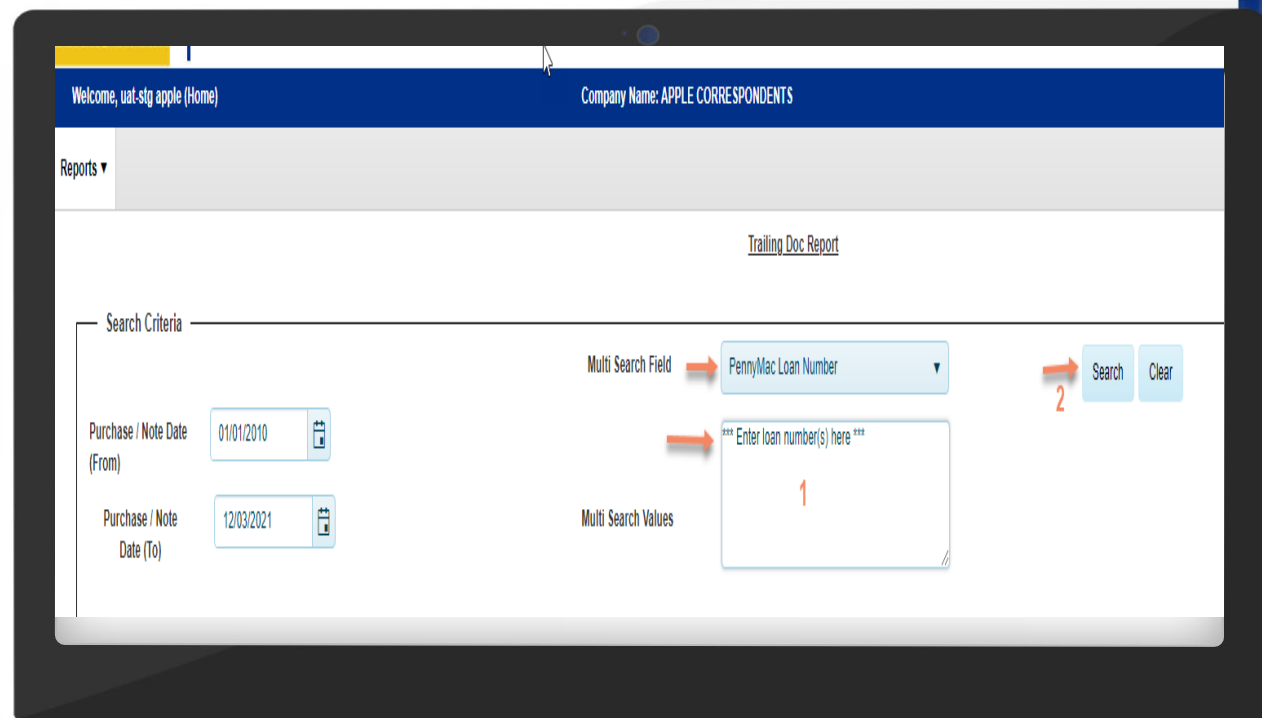 Welcome, uat-stg apple (Home)
Company Name: APPLE CORRESPONDENTS
Reports ▾
Trailing Doc Report
Search Criteria
Multi Search Field
PennyMac Loan Number
Search
Clear
2
Purchase / Note Date
(From)
01/01/2010
*** Enter loan number(s) here ***
1
Purchase / Note
Date (To)
12/03/2021
Multi Search Values